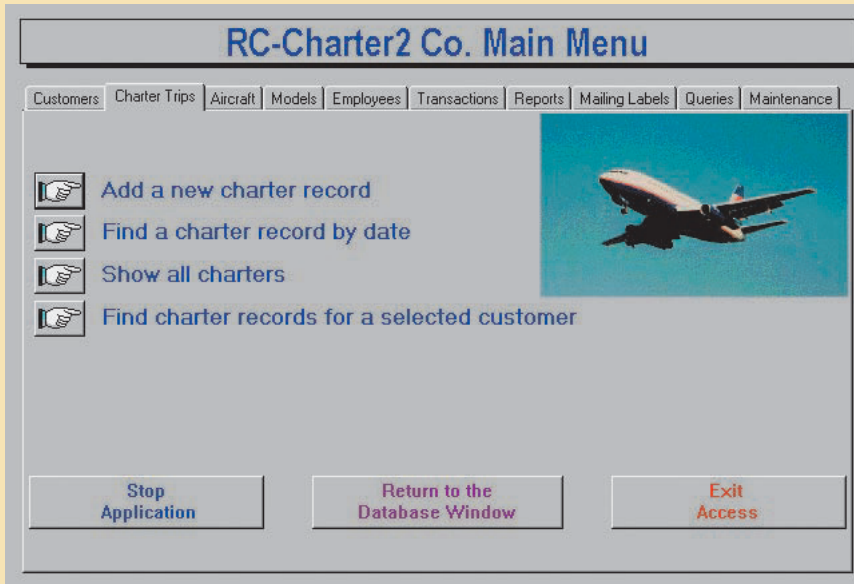 RC-Charter2 Co. Main Menu
Customers Charter Trips Aircraft Models Employees Transactions Reports Mailing Labels Queries Maintenance
Add a new charter record
Find a charter record by date
Show all charters
Find charter records for a selected customer
Stop Return to the Exit
Application Database Window Access